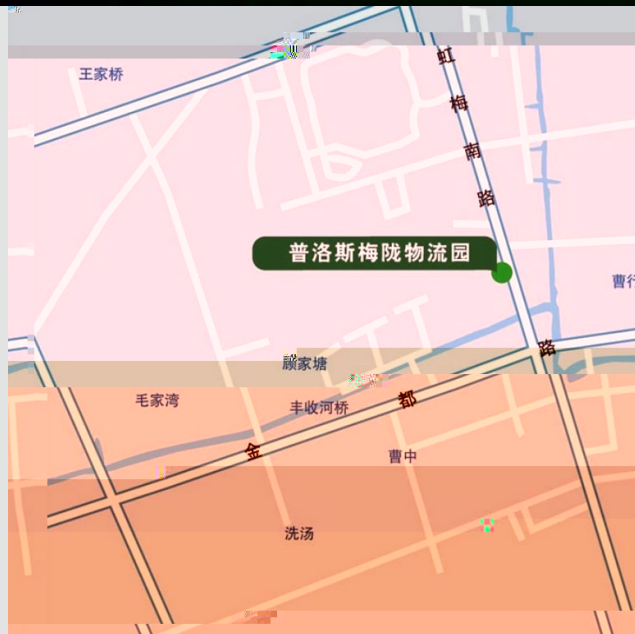 王家桥
虹梅南路
普洛斯梅陇物流园
曹行
顾家塘
金都路
毛家湾
丰收河桥
曹中
洗汤